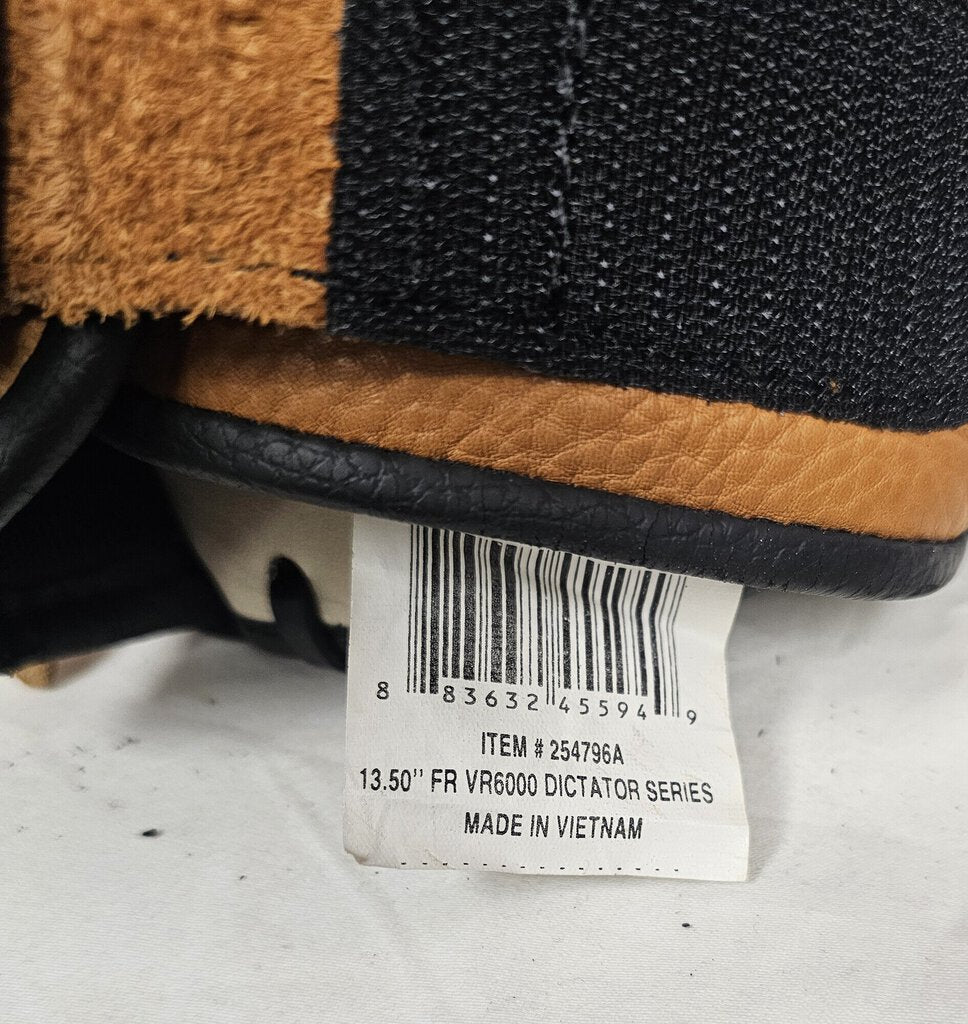 8 83632 45594 9
ITEM # 254796A
13.50'' FR VR6000 DICTATOR SERIES
MADE IN VIETNAM